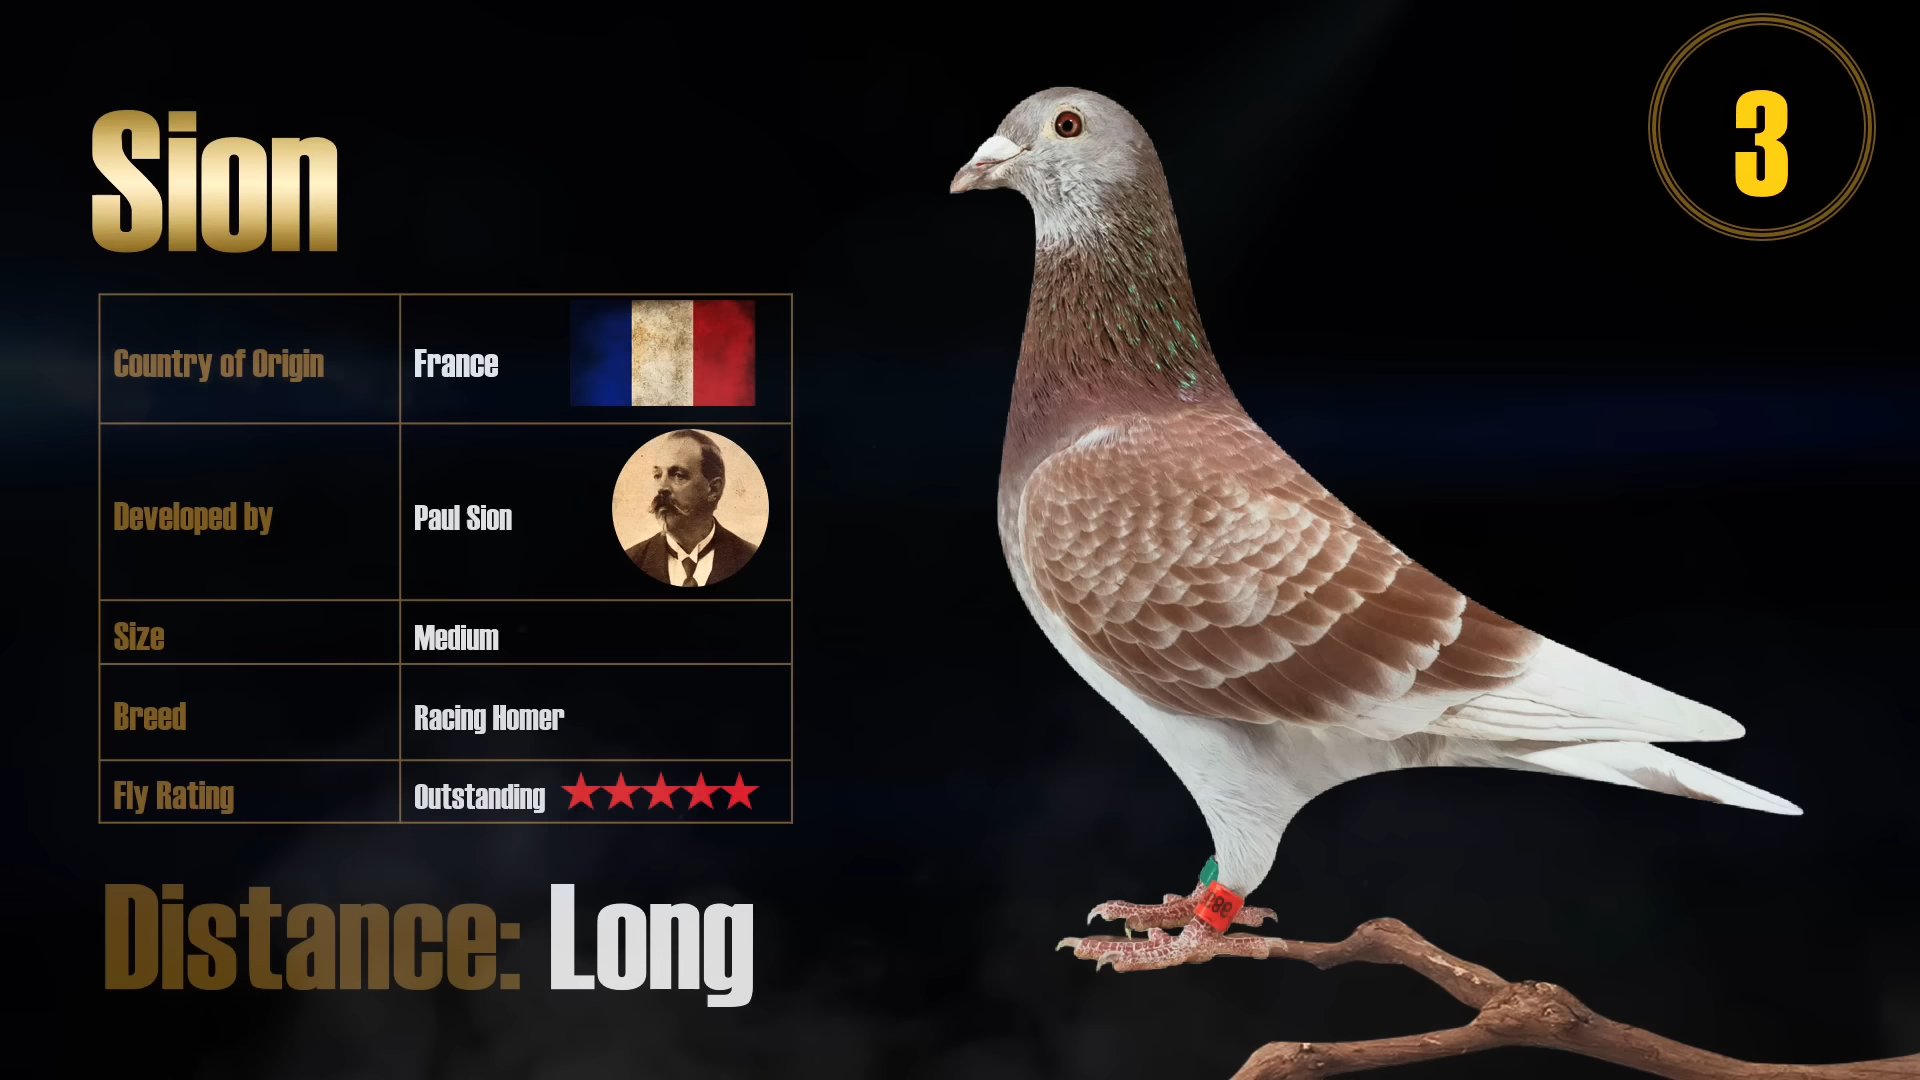 Sion
3
Country of Origin France
Developed by Paul Sion
Size Medium
Breed Racing Homer
Fly Rating Outstanding
Distance: Long